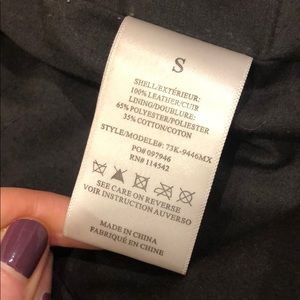 S
SHELL/EXTÉRIEUR:
100% LEATHER/CUIR
LINING/DOUBLURE:
65% POLYESTER/POLIESTER
35% COTTON/COTON
STYLE/MODELE#: 73K-9446MX
PO# 097946
RN# 114542
SEE CARE ON REVERSE
VOIR INSTRUCTION AUVERSO
MADE IN CHINA
FABRIQUÉ EN CHINE